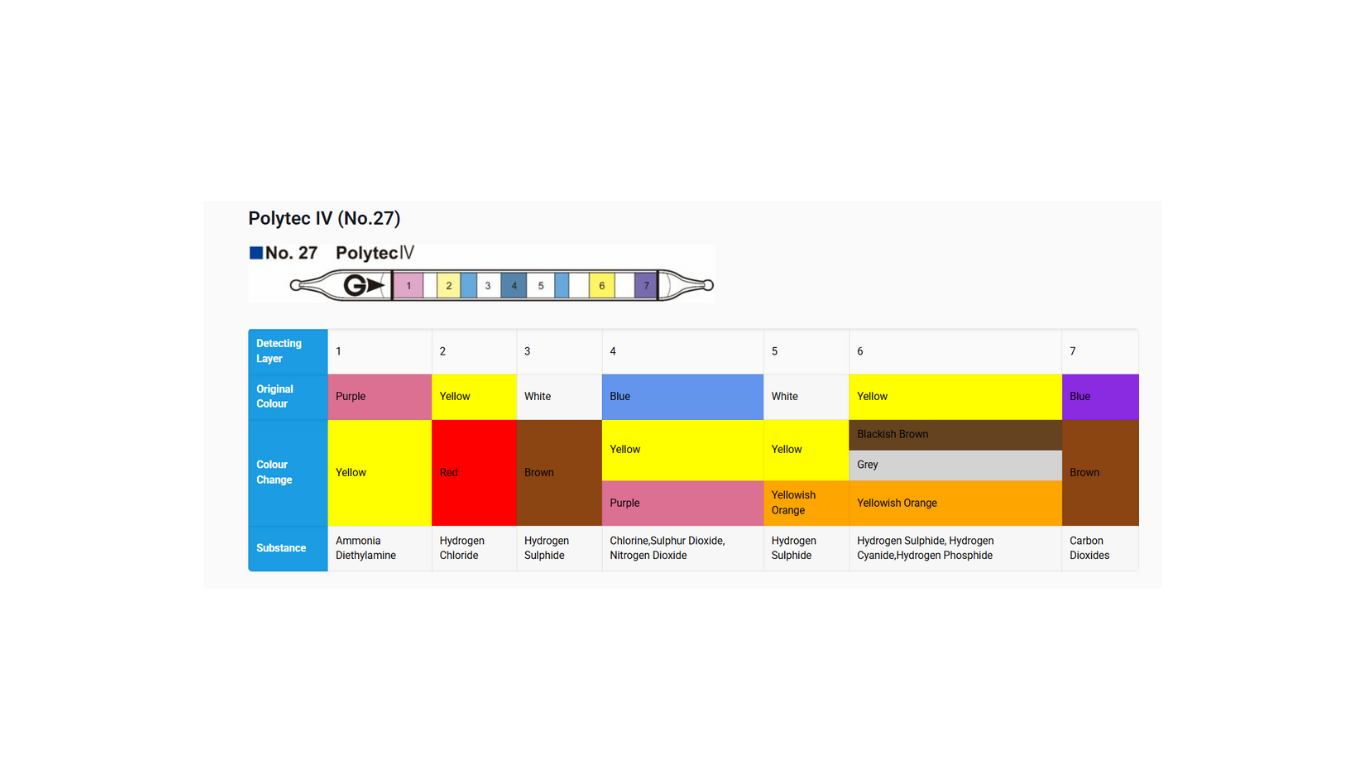 Polytec IV (No.27)
No. 27 PolytecIV
G 1 2 3 4 5 6 7
Detecting Layer 1 2 3 4 5 6 7
Original Colour Purple Yellow White Blue White Yellow Blue
Colour Change Yellow Red Brown Yellow Yellow Blackish Brown Brown
Grey
Purple Yellowish Orange Yellowish Orange
Substance Ammonia Diethylamine Hydrogen Chloride Hydrogen Sulphide Chlorine,Sulphur Dioxide, Nitrogen Dioxide Hydrogen Sulphide Hydrogen Sulphide, Hydrogen Cyanide,Hydrogen Phosphide Carbon Dioxides